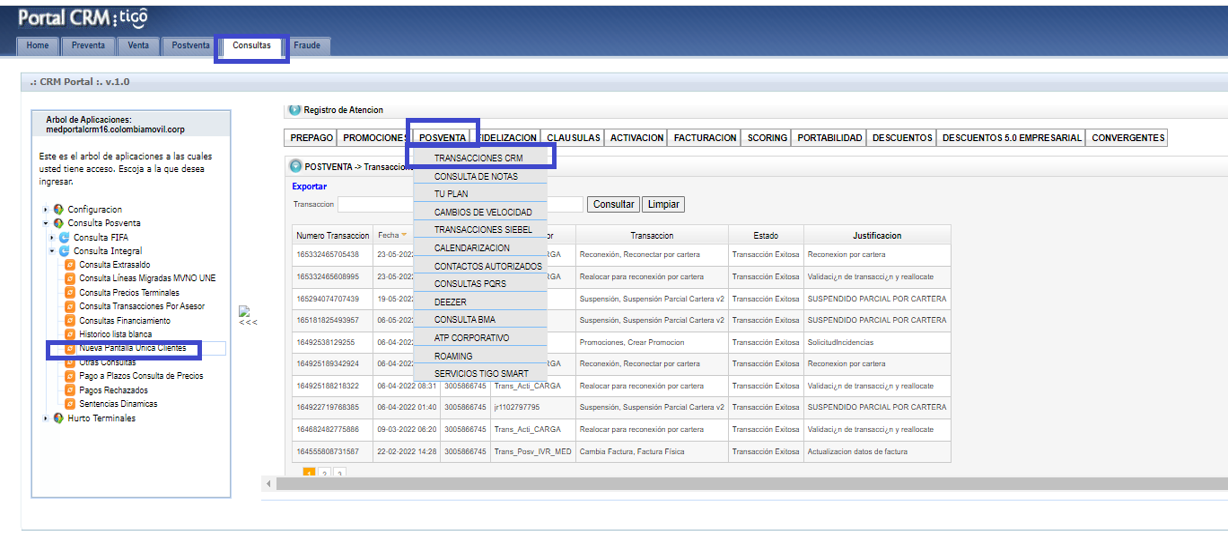 Portal CRM tigo
Home Preventa Venta Postventa Consultas Fraude
.: CRM Portal :. v.1.0
Arbol de Aplicaciones:
medportalcrm16.colombiamovil.corp
Este es el arbol de aplicaciones a las cuales
usted tiene acceso. Escoja a la que desea
ingresar.
Configuracion
Consulta Posventa
Consulta FIFA
Consulta Integral
Consulta Extrasaldo
Consulta Líneas Migradas MVNO UNE
Consulta Precios Terminales
Consulta Transacciones Por Asesor
Consultas Financiamiento
Historico lista blanca
Nueva Pantalla Unica Clientes
Otras Consultas
Pago a Plazos Consulta de Precios
Pagos Rechazados
Sentencias Dinamicas
Hurto Terminales
<<<
Registro de Atencion
PREPAGO PROMOCIONES POSVENTA FIDELIZACION CLAUSULAS ACTIVACION FACTURACION SCORING PORTABILIDAD DESCUENTOS DESCUENTOS 5.0 EMPRESARIAL CONVERGENTES
TRANSACCIONES CRM
CONSULTA DE NOTAS
TU PLAN
CAMBIOS DE VELOCIDAD
TRANSACCIONES SIEBEL
CALENDARIZACION
CONTACTOS AUTORIZADOS
CONSULTAS PQRS
DEEZER
CONSULTA BMA
ATP CORPORATIVO
ROAMING
SERVICIOS TIGO SMART
POSTVENTA -> Transaccione
Exportar
Transaccion Consultar Limpiar
Numero Transaccion Fecha or Transaccion Estado Justificacion
165332465705438 23-05-202 RGA Reconexión, Reconectar por cartera Transacción Exitosa Reconexion por cartera
165332465608995 23-05-202 RGA Realocar para reconexión por cartera Transacción Exitosa Validaci¿n de transacci¿n y reallocate
165294074707439 19-05-202 Suspensión, Suspensión Parcial Cartera v2 Transacción Exitosa SUSPENDIDO PARCIAL POR CARTERA
165181825493957 06-05-202 Suspensión, Suspensión Parcial Cartera v2 Transacción Exitosa SUSPENDIDO PARCIAL POR CARTERA
16492538129255 06-04-202 Promociones, Crear Promocion Transacción Exitosa SolicitudIncidencias
164925189342924 06-04-202 RGA Reconexión, Reconectar por cartera Transacción Exitosa Reconexion por cartera
164925188218322 06-04-2022 08:31 3005866745 Trans_Acti_CARGA Realocar para reconexión por cartera Transacción Exitosa Validaci¿n de transacci¿n y reallocate
164922719768385 06-04-2022 01:40 3005866745 jr1102797795 Suspensión, Suspensión Parcial Cartera v2 Transacción Exitosa SUSPENDIDO PARCIAL POR CARTERA
164682482775886 09-03-2022 06:20 3005866745 Trans_Acti_CARGA Realocar para reconexión por cartera Transacción Exitosa Validaci¿n de transacci¿n y reallocate
164555808731587 22-02-2022 14:28 3005866745 Trans_Posv_IVR_MED Cambia Factura, Factura Física Transacción Exitosa Actualizacion datos de factura
1 2 3